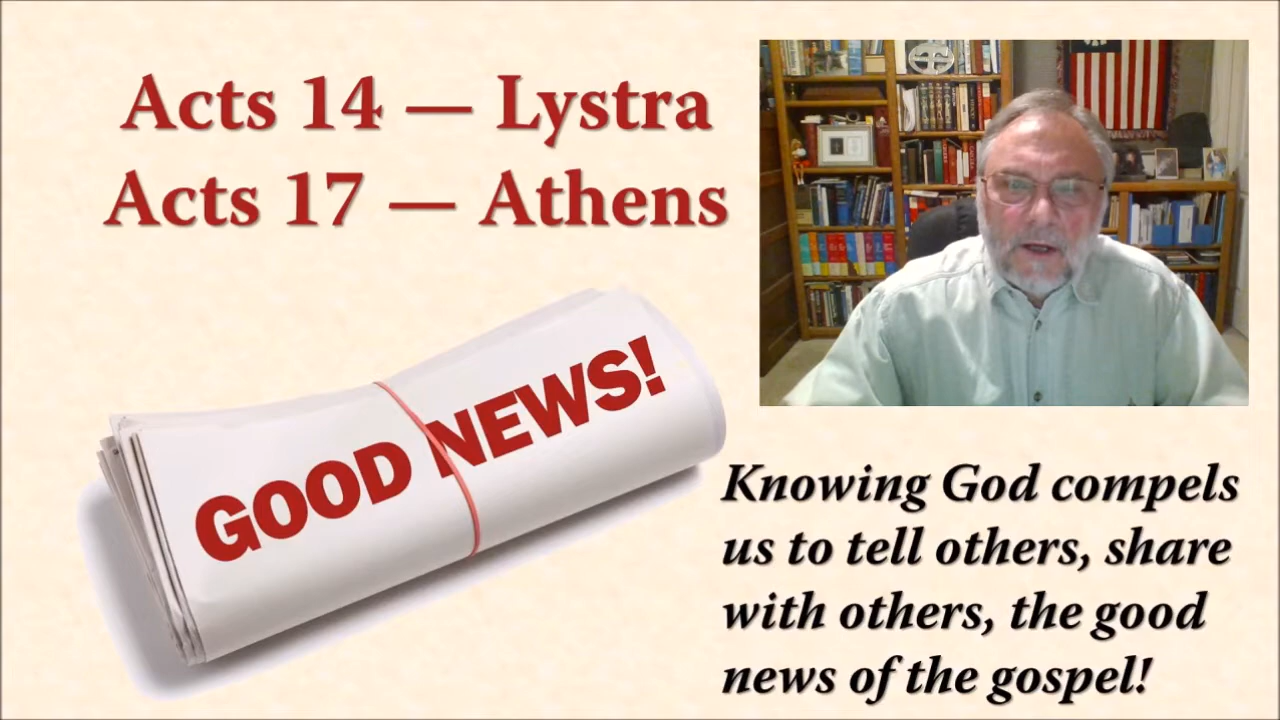 Acts 14 — Lystra
Acts 17 — Athens
GOOD NEWS!
Knowing God compels
us to tell others, share
with others, the good
news of the gospel!